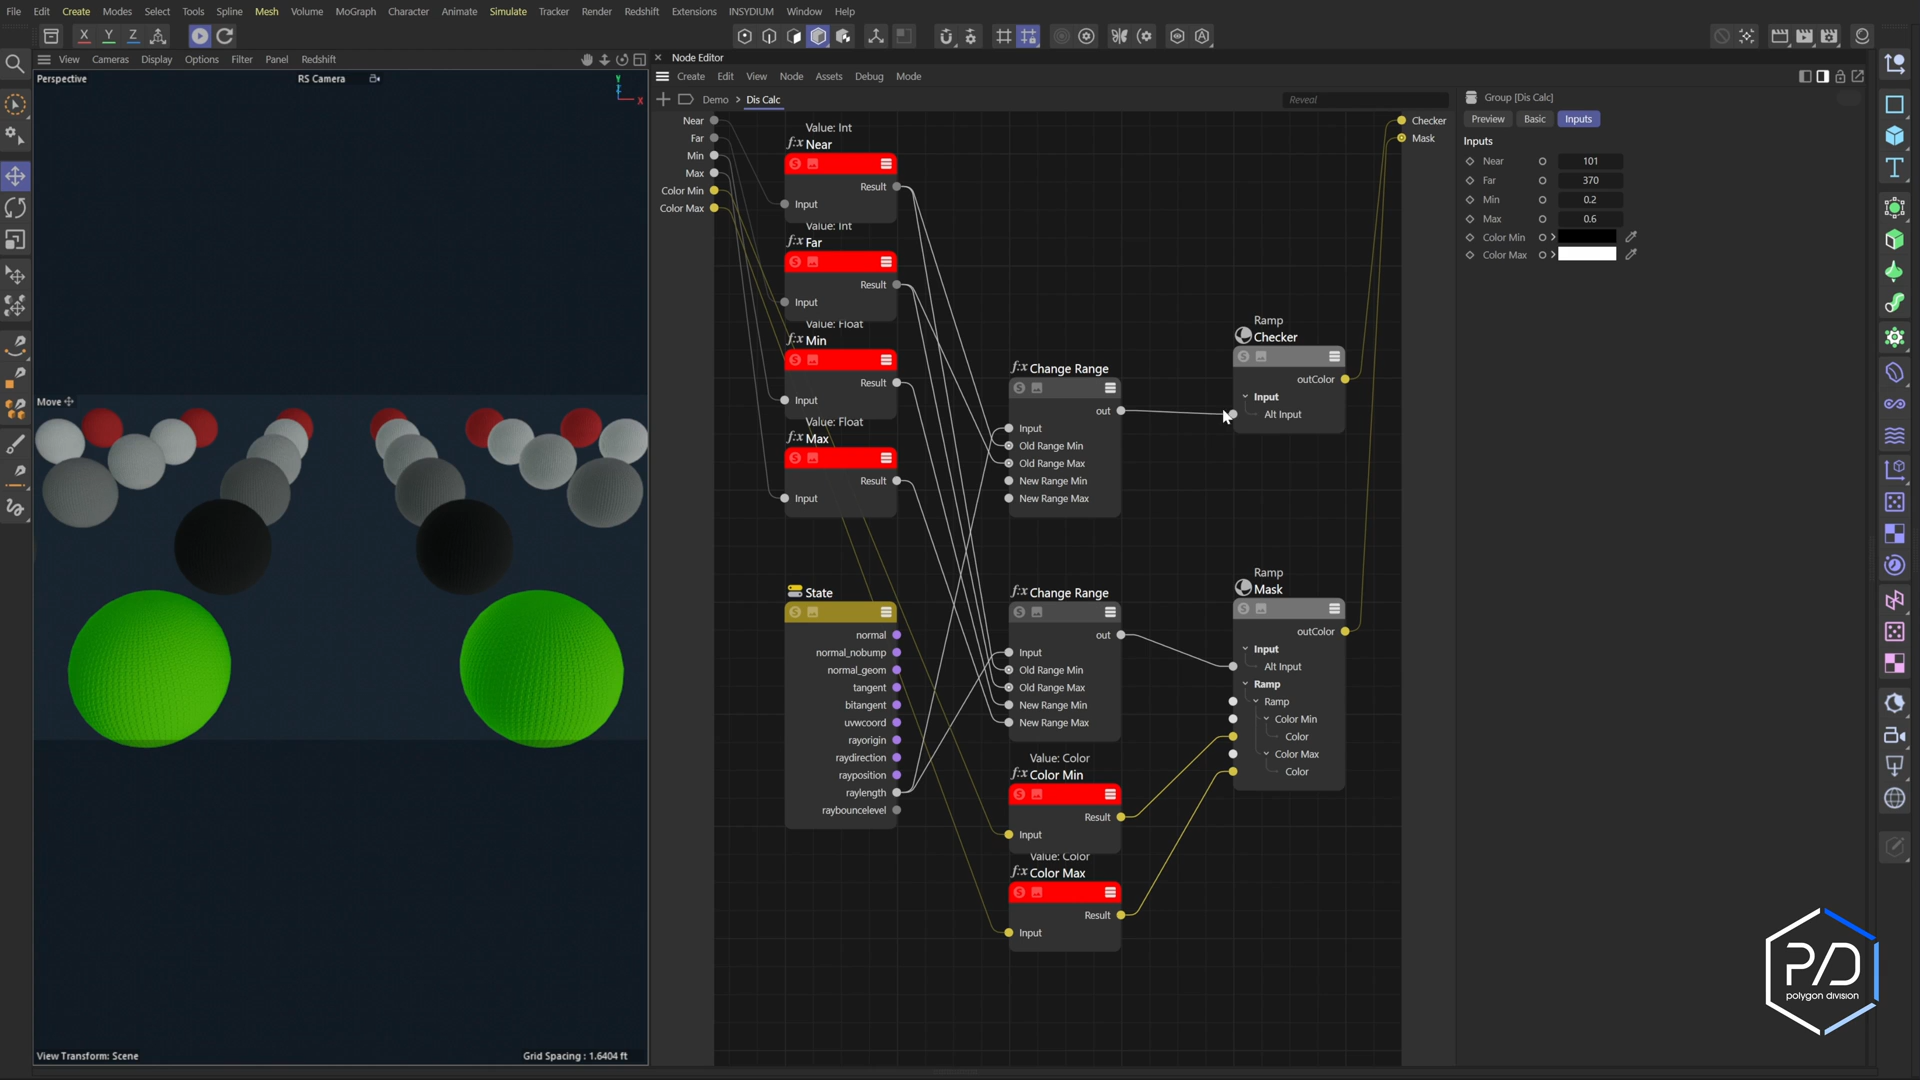 File Edit Create Modes Select Tools Spline Mesh Volume MoGraph Character Animate Simulate Tracker Render Redshift Extensions INSYDIUM Window Help
X Y Z
View Cameras Display Options Filter Panel Redshift
Perspective
RS Camera
Y
Z
X
Move
View Transform: Scene
Grid Spacing : 1.6404 ft
Node Editor
Create Edit View Node Assets Debug Mode
Demo > Dis Calc
Reveal
Near
Far
Min
Max
Color Min
Color Max
Value: Int
f:x Near
Result
Input
Value: Int
f:x Far
Result
Input
Value: Float
f:x Min
Result
Input
Value: Float
f:x Max
Result
Input
State
normal
normal_nobump
normal_geom
tangent
bitangent
uvwcoord
rayorigin
raydirection
rayposition
raylength
raybouncelevel
f:x Change Range
out
Input
Old Range Min
Old Range Max
New Range Min
New Range Max
f:x Change Range
out
Input
Old Range Min
Old Range Max
New Range Min
New Range Max
Value: Color
f:x Color Min
Result
Input
Value: Color
f:x Color Max
Result
Input
Ramp
Checker
outColor
Input
Alt Input
Ramp
Mask
outColor
Input
Alt Input
Ramp
Ramp
Color Min
Color
Color Max
Color
Checker
Mask
Group [Dis Calc]
Preview Basic Inputs
Inputs
Near 101
Far 370
Min 0.2
Max 0.6
Color Min
Color Max
P/D
polygon division